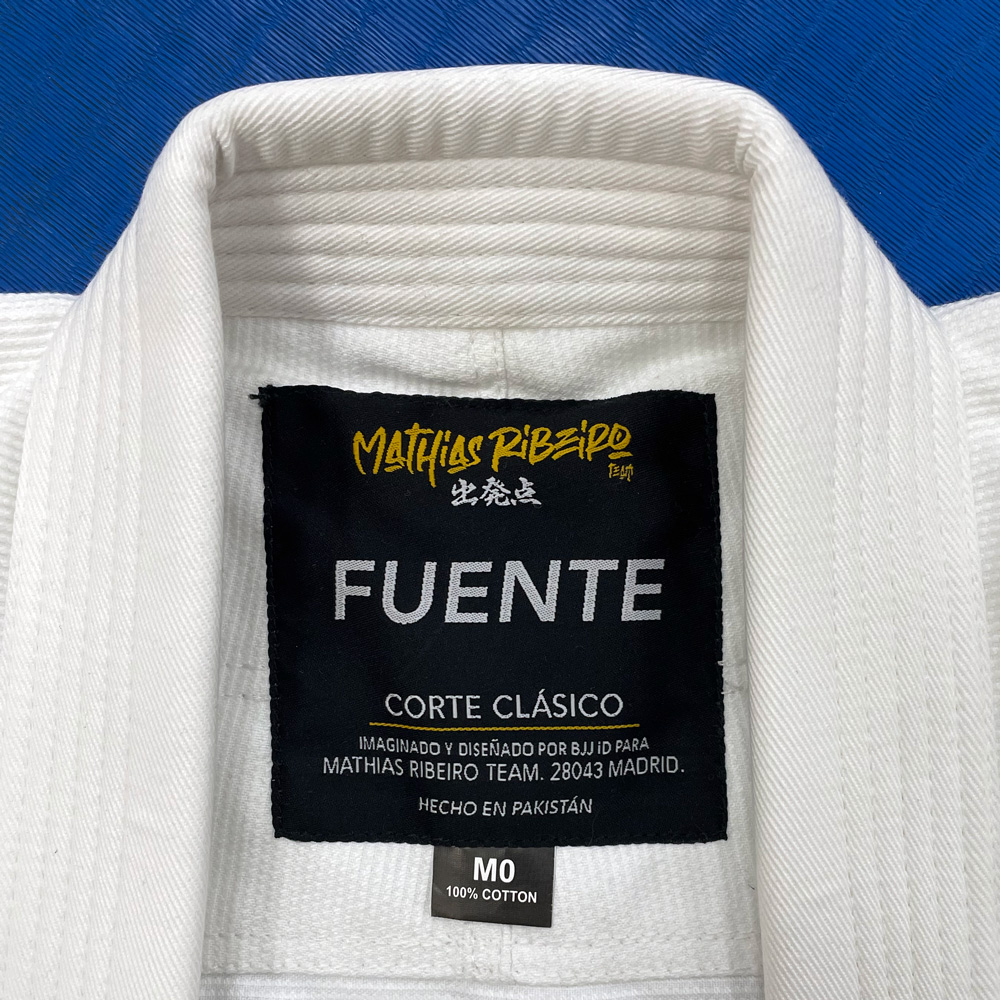 MATHIAS RIBEIRO
TEAM
出発点
FUENTE
CORTE CLÁSICO
IMAGINADO Y DISEÑADO POR BJJ iD PARA
MATHIAS RIBEIRO TEAM. 28043 MADRID.
HECHO EN PAKISTÁN
M0
100% COTTON